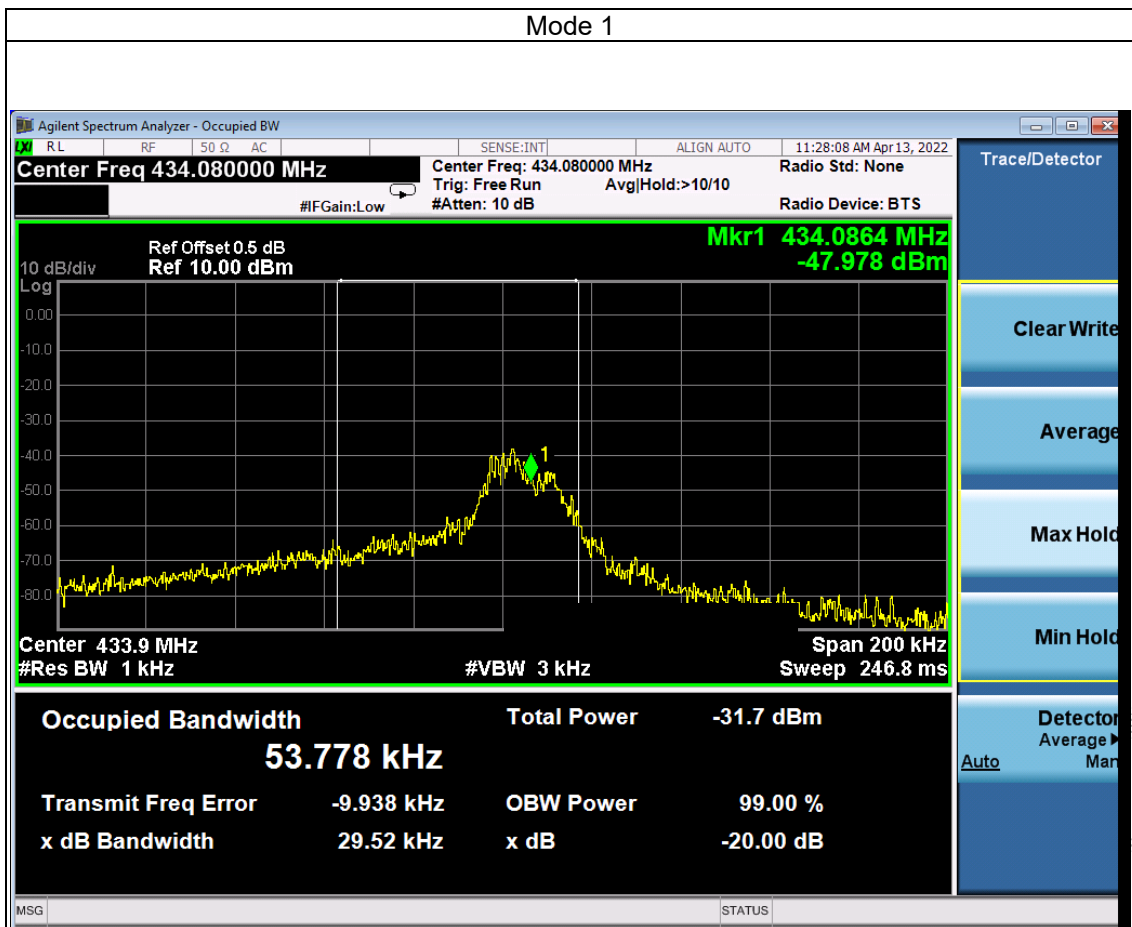 Mode 1
Agilent Spectrum Analyzer - Occupied BW
LXI RL RF 50 Ω AC SENSE:INT ALIGN AUTO 11:28:08 AM Apr 13, 2022
Center Freq 434.080000 MHz
Center Freq: 434.080000 MHz
Radio Std: None
Trig: Free Run Avg|Hold:>10/10
#IFGain:Low
#Atten: 10 dB
Radio Device: BTS
Trace/Detector
Mkr1 434.0864 MHz
-47.978 dBm
Ref Offset 0.5 dB
10 dB/div Ref 10.00 dBm
Log
0.00
-10.0
-20.0
-30.0
-40.0
-50.0
-60.0
-70.0
-80.0
1
Center 433.9 MHz
Span 200 kHz
#Res BW 1 kHz
#VBW 3 kHz
Sweep 246.8 ms
Clear Write
Average
Max Hold
Min Hold
Detector
Average
Auto Man
Occupied Bandwidth
53.778 kHz
Total Power -31.7 dBm
Transmit Freq Error -9.938 kHz
OBW Power 99.00 %
x dB Bandwidth 29.52 kHz
x dB -20.00 dB
MSG
STATUS